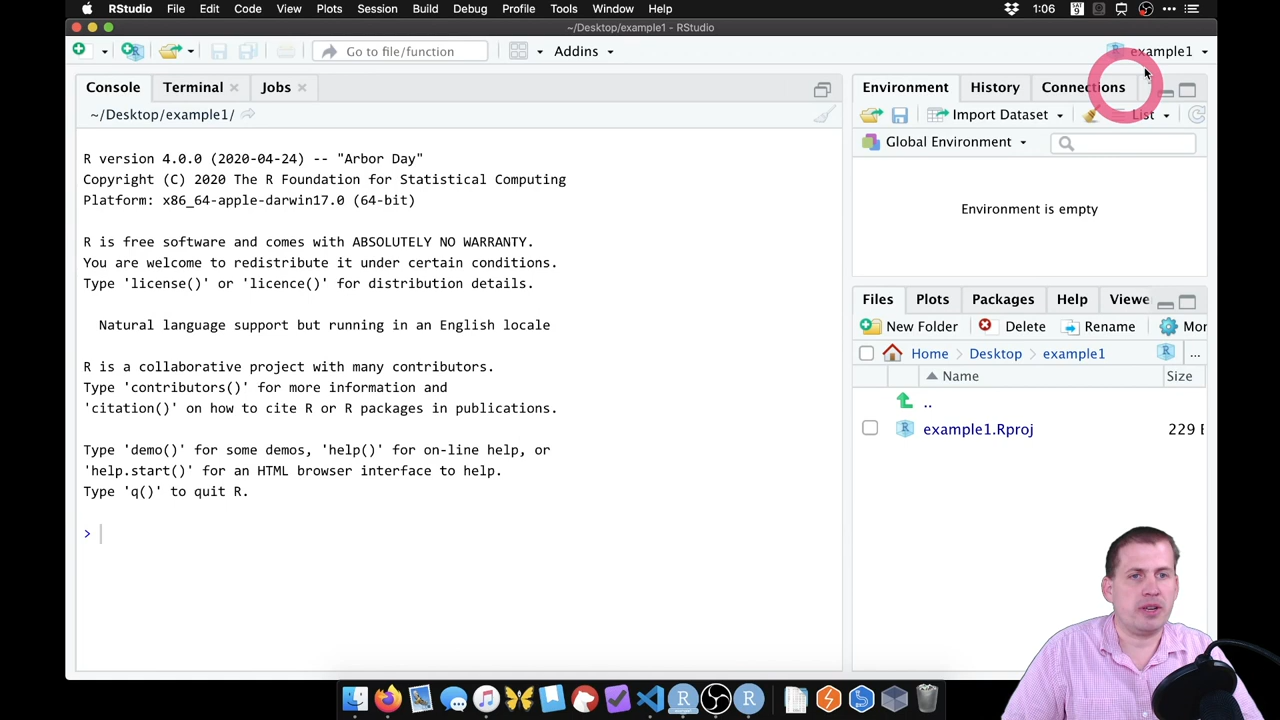 RStudio File Edit Code View Plots Session Build Debug Profile Tools Window Help 1:06
~/Desktop/example1 - RStudio
Go to file/function Addins example1
Console Terminal Jobs
~/Desktop/example1/
R version 4.0.0 (2020-04-24) -- "Arbor Day"
Copyright (C) 2020 The R Foundation for Statistical Computing
Platform: x86_64-apple-darwin17.0 (64-bit)
R is free software and comes with ABSOLUTELY NO WARRANTY.
You are welcome to redistribute it under certain conditions.
Type 'license()' or 'licence()' for distribution details.
Natural language support but running in an English locale
R is a collaborative project with many contributors.
Type 'contributors()' for more information and
'citation()' on how to cite R or R packages in publications.
Type 'demo()' for some demos, 'help()' for on-line help, or
'help.start()' for an HTML browser interface to help.
Type 'q()' to quit R.
>
Environment History Connections
Import Dataset List
Global Environment
Environment is empty
Files Plots Packages Help Viewe
New Folder Delete Rename Mor
Home Desktop example1 ...
Name Size
..
example1.Rproj 229 B